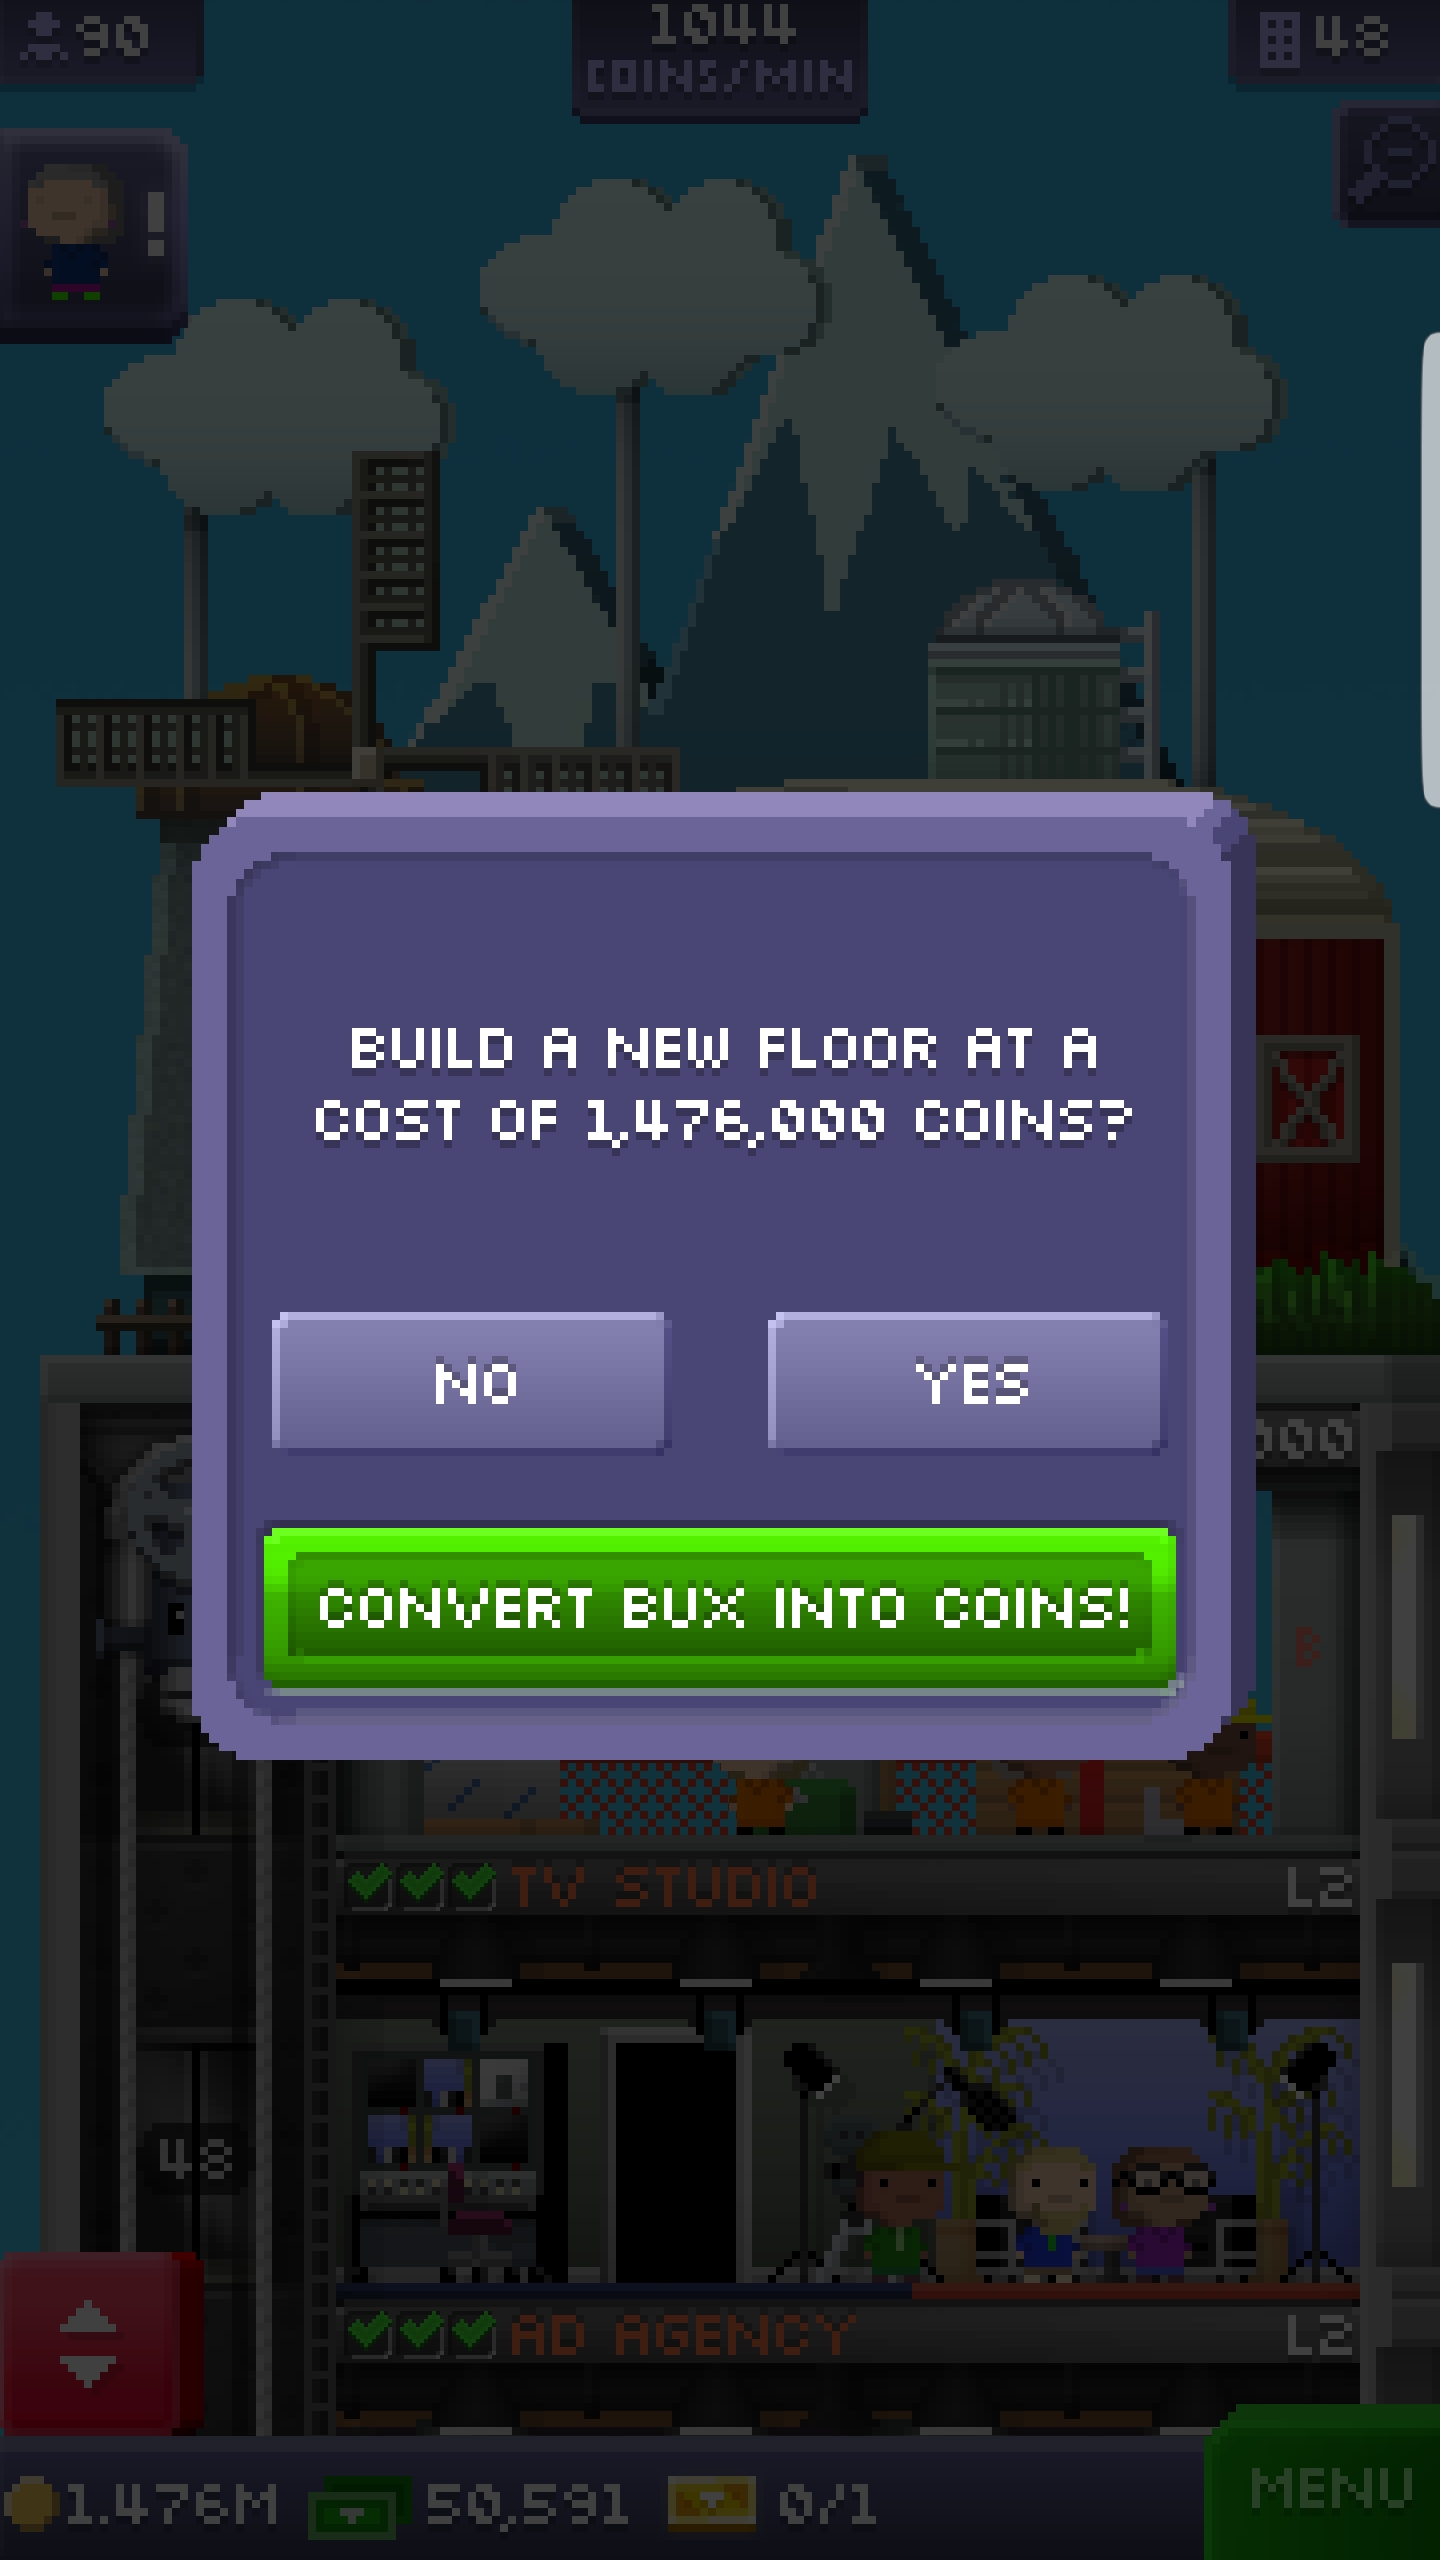 90
1044
COINS/MIN
48
!
BUILD A NEW FLOOR AT A
COST OF 1,476,000 COINS?
NO
YES
000
CONVERT BUX INTO COINS!
B
TV STUDIO
L2
48
AD AGENCY
L2
1.476M
50,591
0/1
MENU